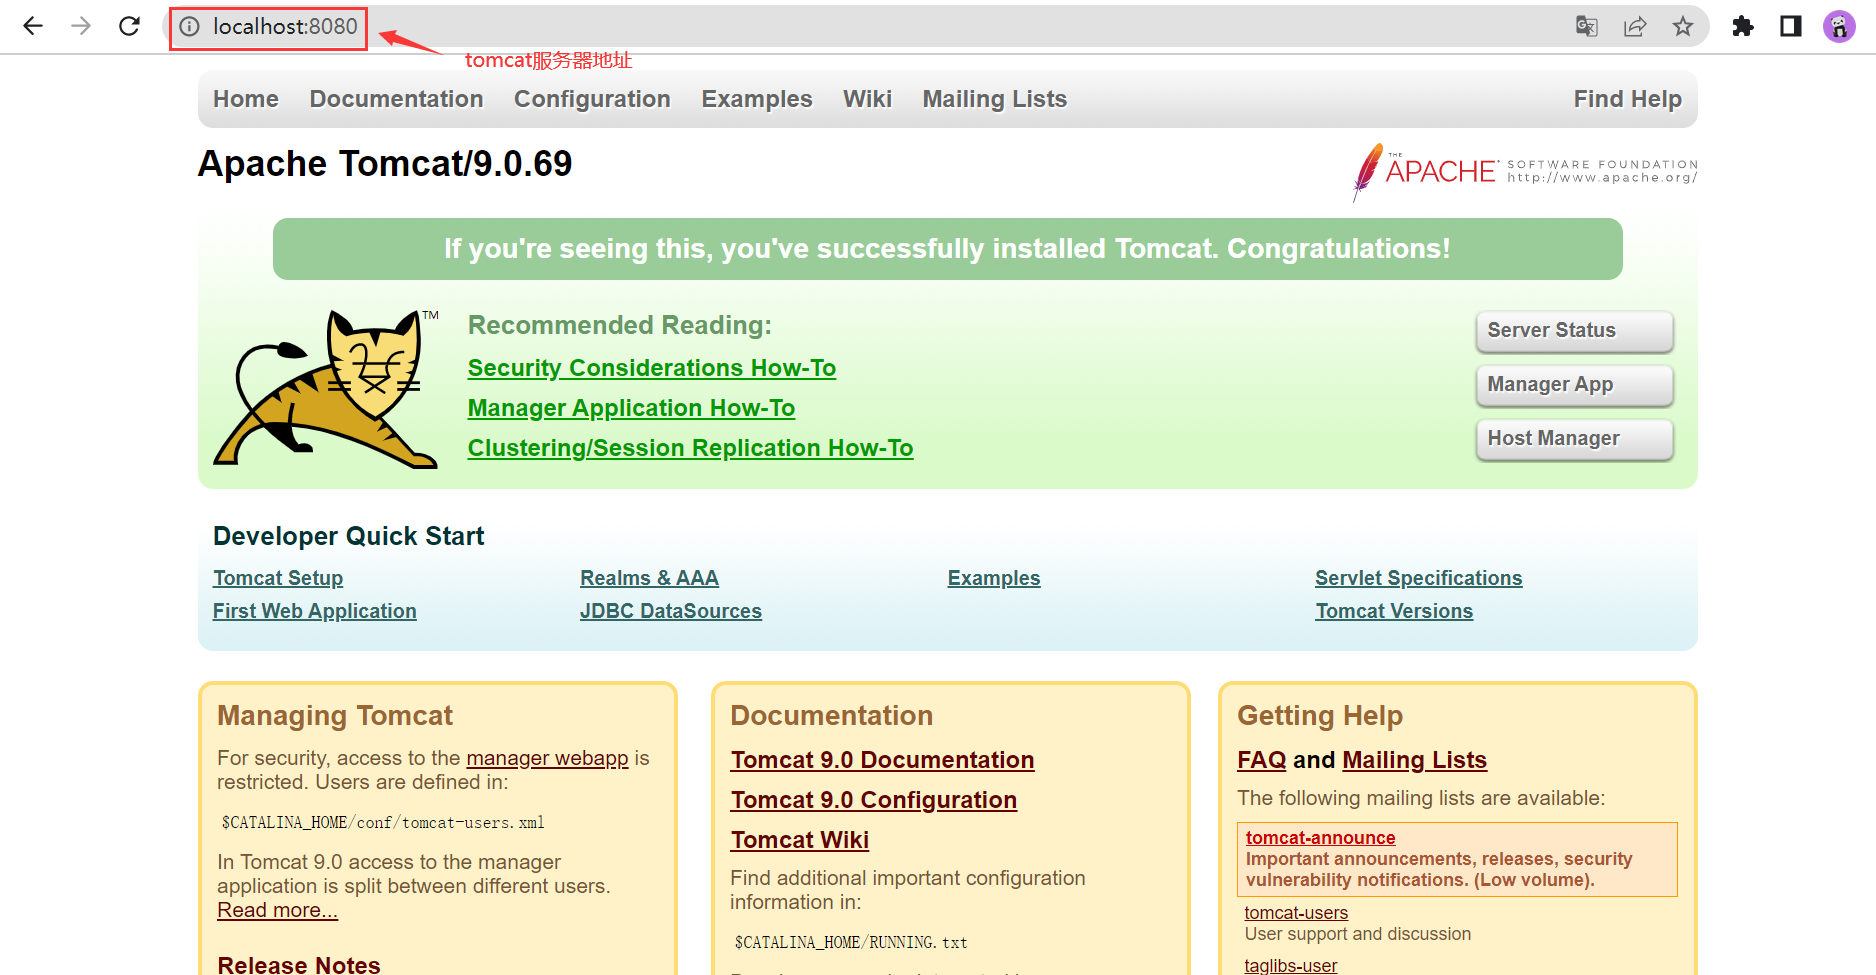 localhost:8080
tomcat服务器地址
Home Documentation Configuration Examples Wiki Mailing Lists Find Help
Apache Tomcat/9.0.69
THE APACHE® SOFTWARE FOUNDATION
http://www.apache.org/
If you're seeing this, you've successfully installed Tomcat. Congratulations!
TM
Recommended Reading:
Security Considerations How-To
Manager Application How-To
Clustering/Session Replication How-To
Server Status
Manager App
Host Manager
Developer Quick Start
Tomcat Setup
First Web Application
Realms & AAA
JDBC DataSources
Examples
Servlet Specifications
Tomcat Versions
Managing Tomcat
For security, access to the manager webapp is
restricted. Users are defined in:
$CATALINA_HOME/conf/tomcat-users.xml
In Tomcat 9.0 access to the manager
application is split between different users.
Read more...
Release Notes
Documentation
Tomcat 9.0 Documentation
Tomcat 9.0 Configuration
Tomcat Wiki
Find additional important configuration
information in:
$CATALINA_HOME/RUNNING.txt
Getting Help
FAQ and Mailing Lists
The following mailing lists are available:
tomcat-announce
Important announcements, releases, security
vulnerability notifications. (Low volume).
tomcat-users
User support and discussion
taglibs-user